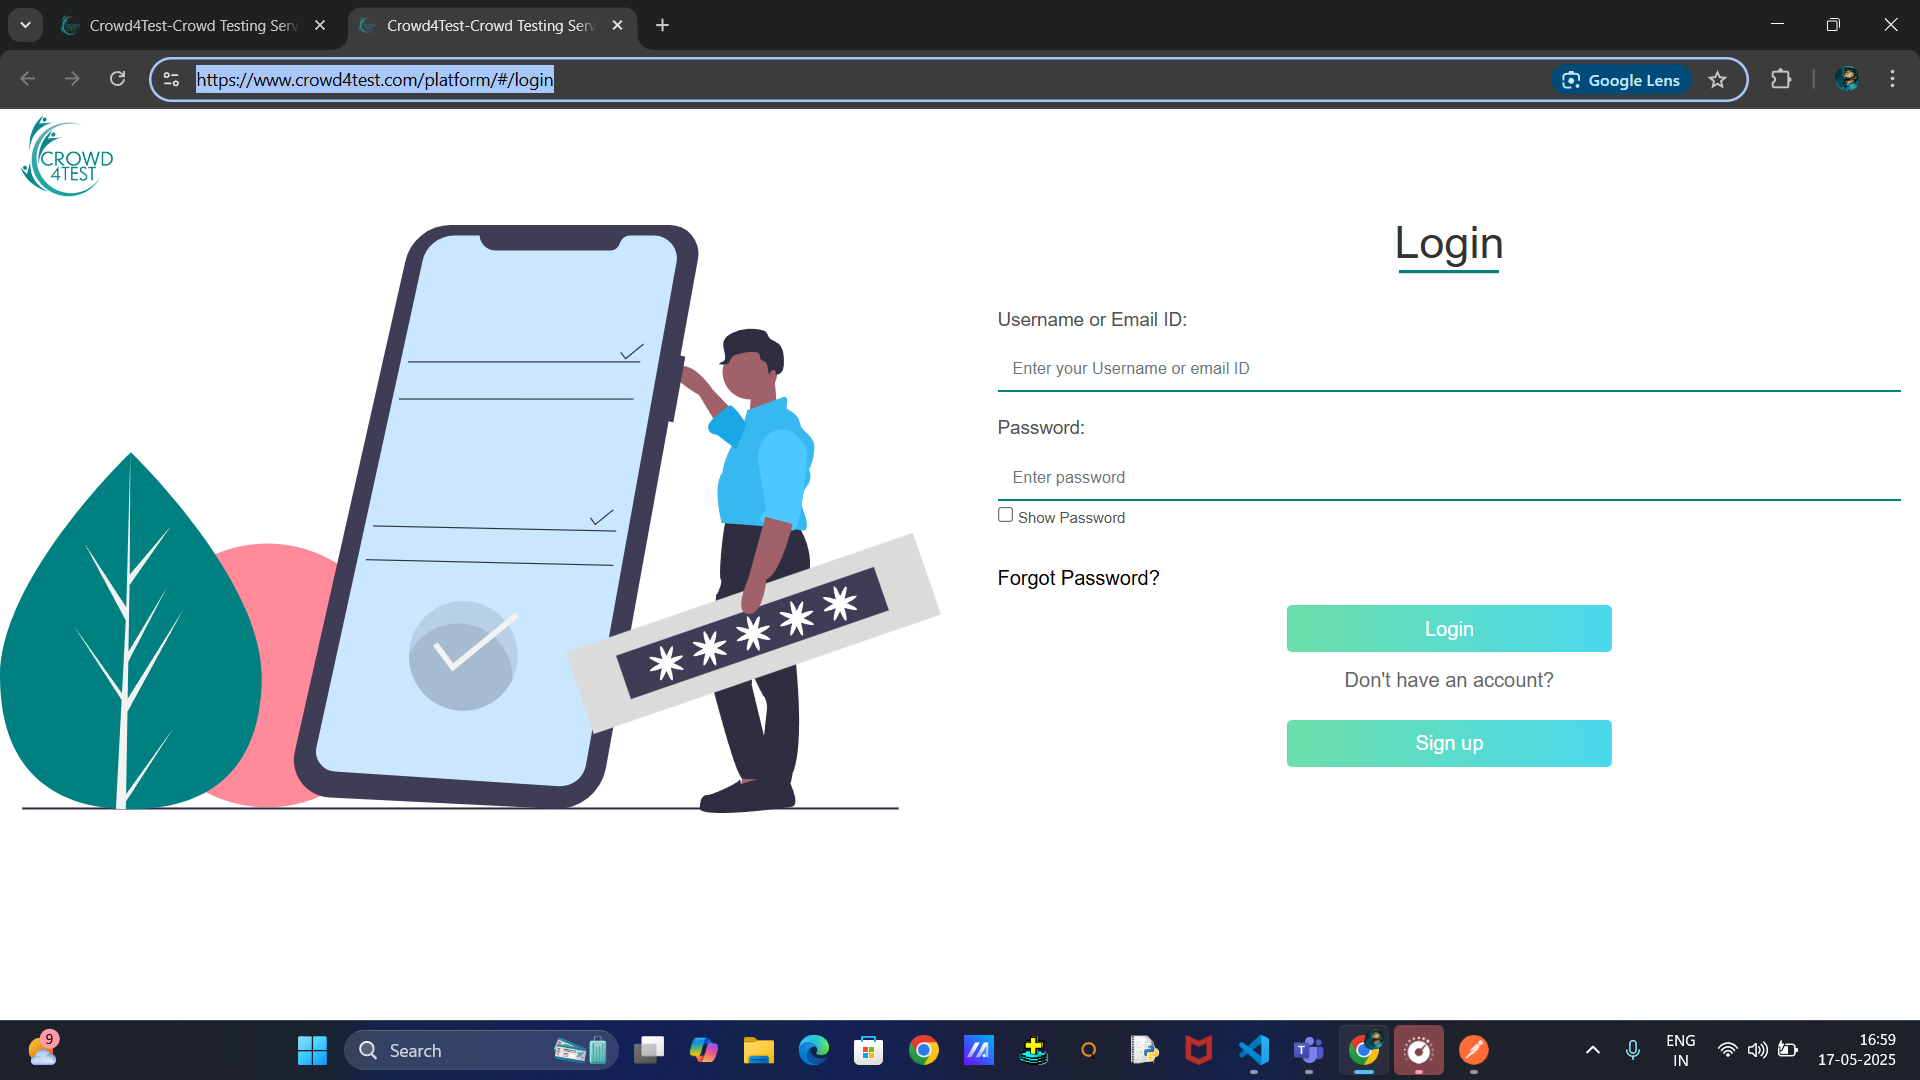 Crowd4Test-Crowd Testing Serv
Crowd4Test-Crowd Testing Serv
https://www.crowd4test.com/platform/#/login
Google Lens
CROWD
4TEST
Login
Username or Email ID:
Enter your Username or email ID
Password:
Enter password
Show Password
Forgot Password?
Login
Don't have an account?
Sign up
9
Search
ENG
IN
16:59
17-05-2025